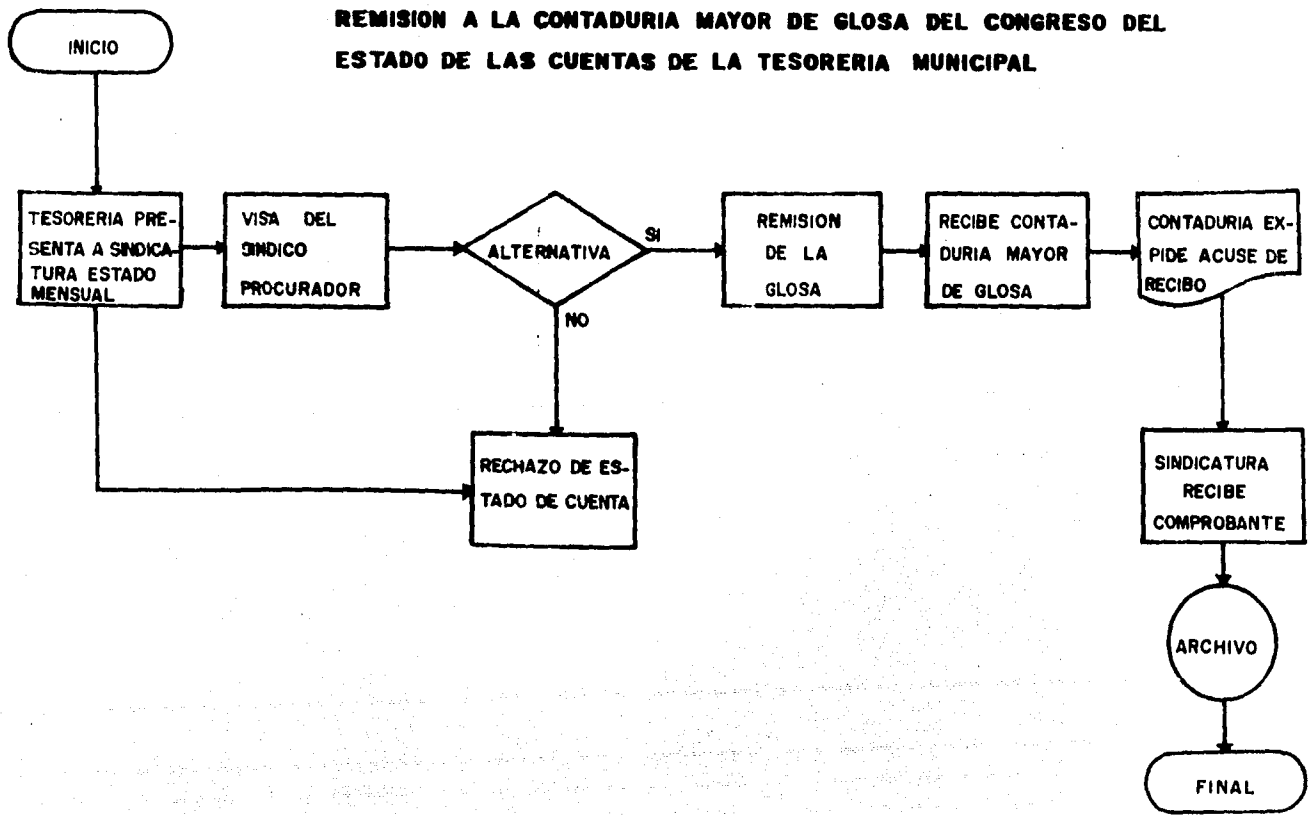 REMISION A LA CONTADURIA MAYOR DE GLOSA DEL CONGRESO DEL
ESTADO DE LAS CUENTAS DE LA TESORERIA MUNICIPAL
INICIO
TESORERIA PRE-
SENTA A SINDICA-
TURA ESTADO
MENSUAL
VISA DEL
SINDICO
PROCURADOR
ALTERNATIVA
SI
NO
REMISION
DE LA
GLOSA
RECIBE CONTA-
DURIA MAYOR
DE GLOSA
CONTADURIA EX-
PIDE ACUSE DE
RECIBO
RECHAZO DE ES-
TADO DE CUENTA
SINDICATURA
RECIBE
COMPROBANTE
ARCHIVO
FINAL